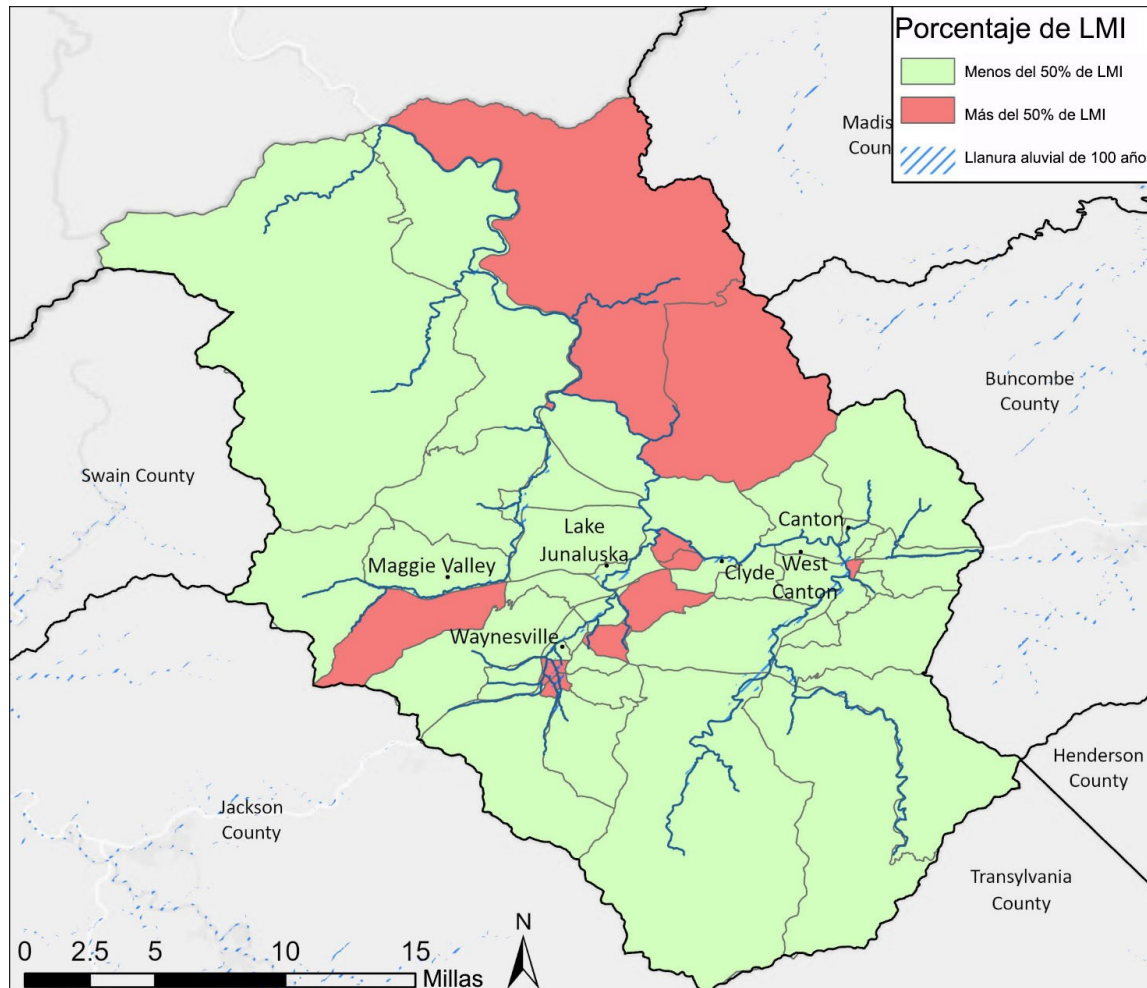 Porcentaje de LMI
Menos del 50% de LMI
Más del 50% de LMI
Llanura aluvial de 100 año
Madis
Coun
Buncombe
County
Swain County
Canton
Lake
Junaluska
West
Canton
Clyde
Maggie Valley
Waynesville
Henderson
County
Jackson
County
Transylvania
County
N
0 2.5 5 10 15
Millas